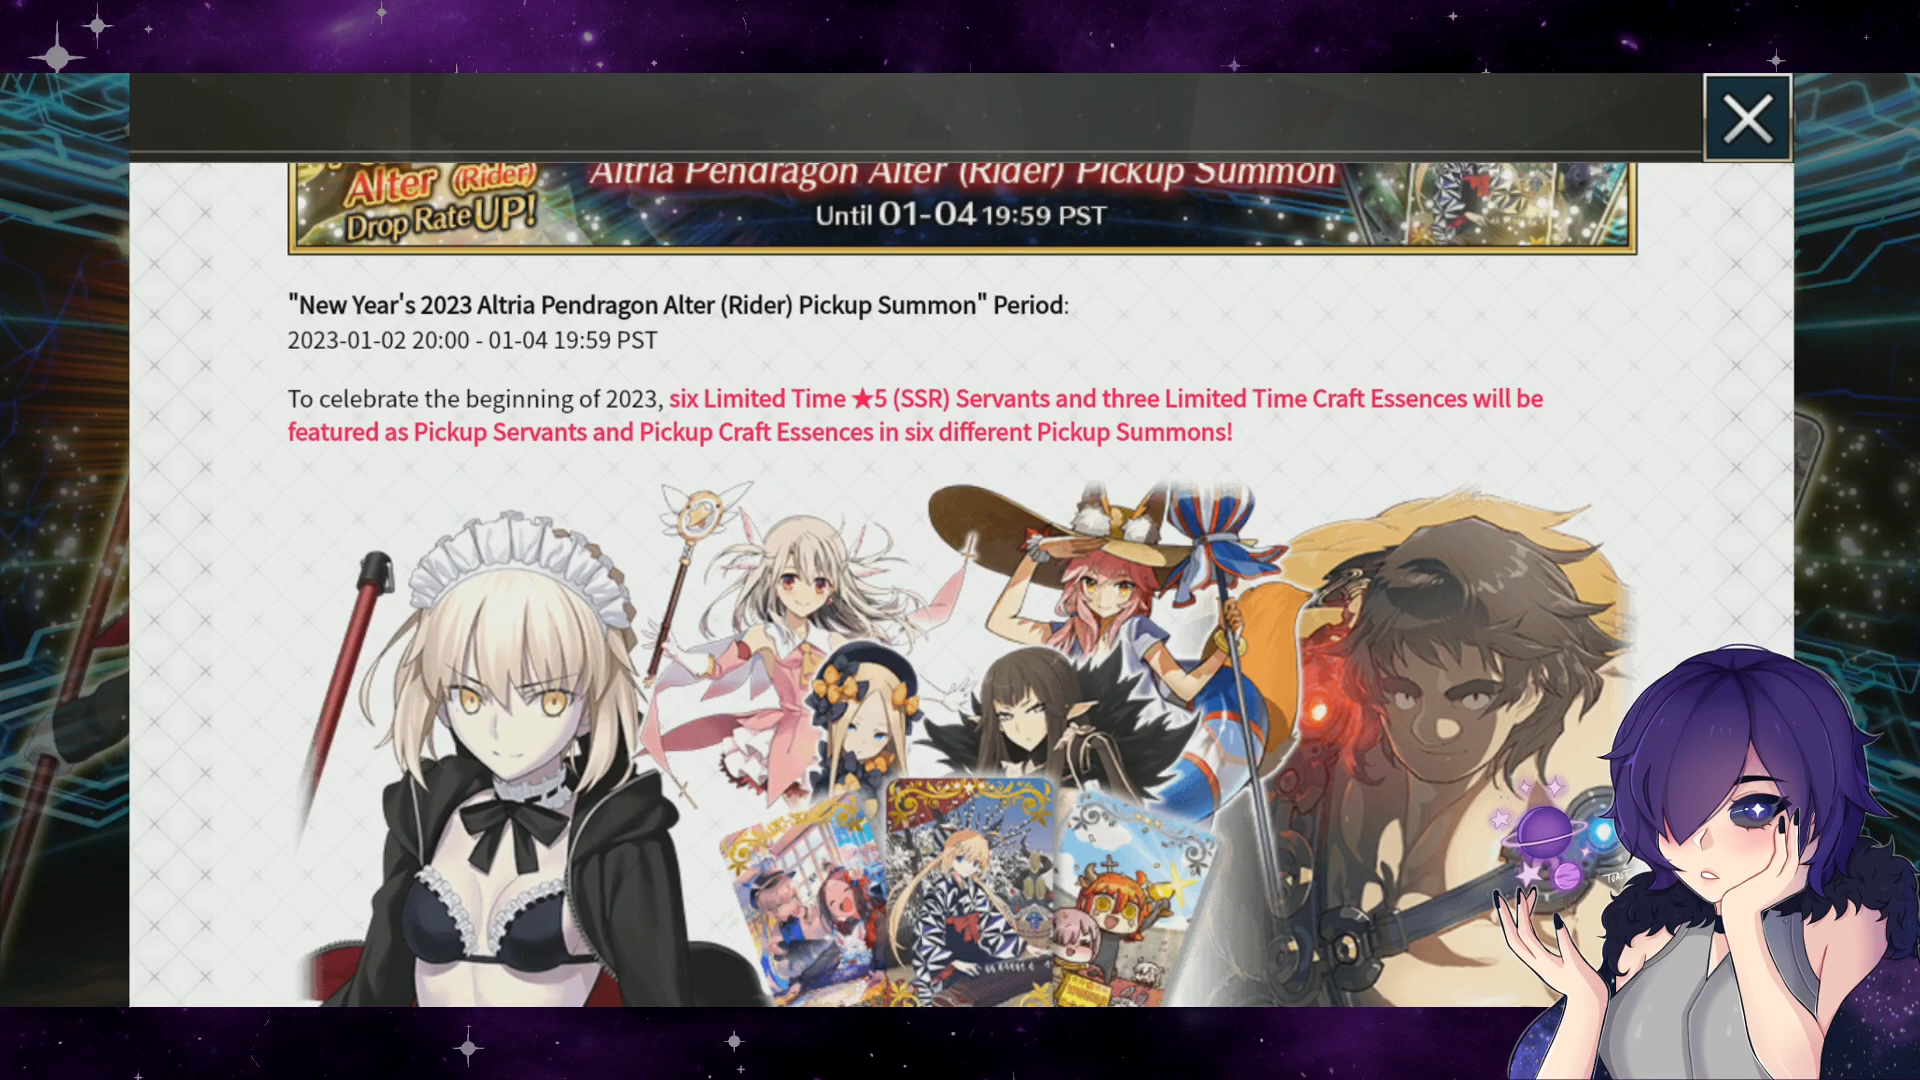 Alter (Rider)
Drop Rate UP!
Altria Pendragon Alter (Rider) Pickup Summon
Until 01-04 19:59 PST
"New Year's 2023 Altria Pendragon Alter (Rider) Pickup Summon" Period:
2023-01-02 20:00 - 01-04 19:59 PST
To celebrate the beginning of 2023, six Limited Time ★5 (SSR) Servants and three Limited Time Craft Essences will be
featured as Pickup Servants and Pickup Craft Essences in six different Pickup Summons!